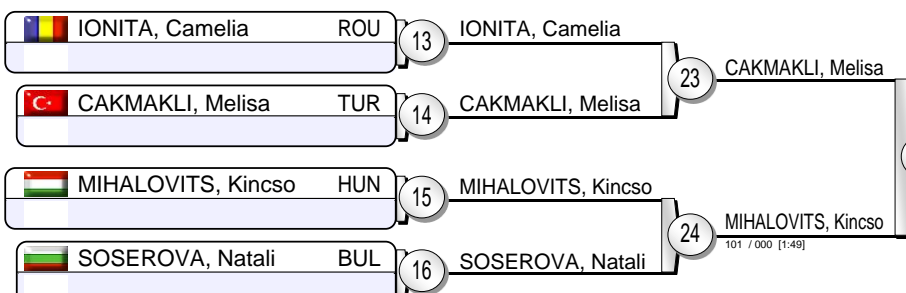 IONITA, Camelia ROU 13 IONITA, Camelia
23 CAKMAKLI, Melisa
CAKMAKLI, Melisa TUR 14 CAKMAKLI, Melisa
MIHALOVITS, Kincso HUN 15 MIHALOVITS, Kincso
24 MIHALOVITS, Kincso
101 / 000 [1:49]
SOSEROVA, Natali BUL 16 SOSEROVA, Natali